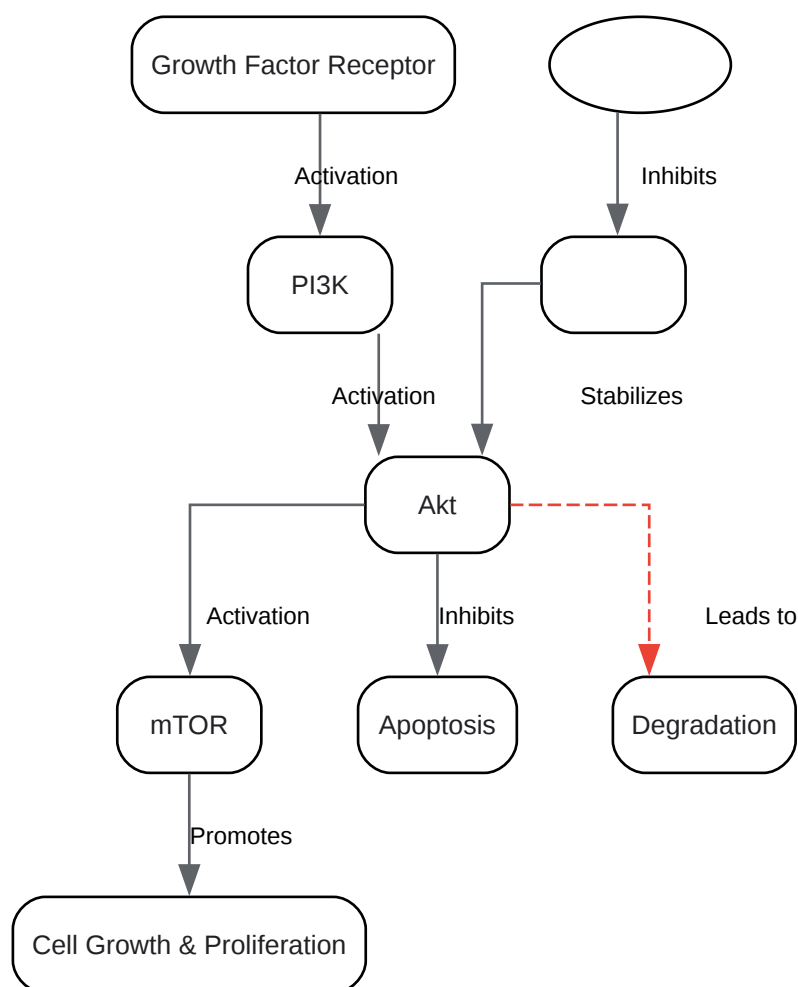 Growth Factor Receptor
Activation
Inhibits
PI3K
Activation
Stabilizes
Akt
Activation
Inhibits
Leads to
mTOR
Apoptosis
Degradation
Promotes
Cell Growth & Proliferation